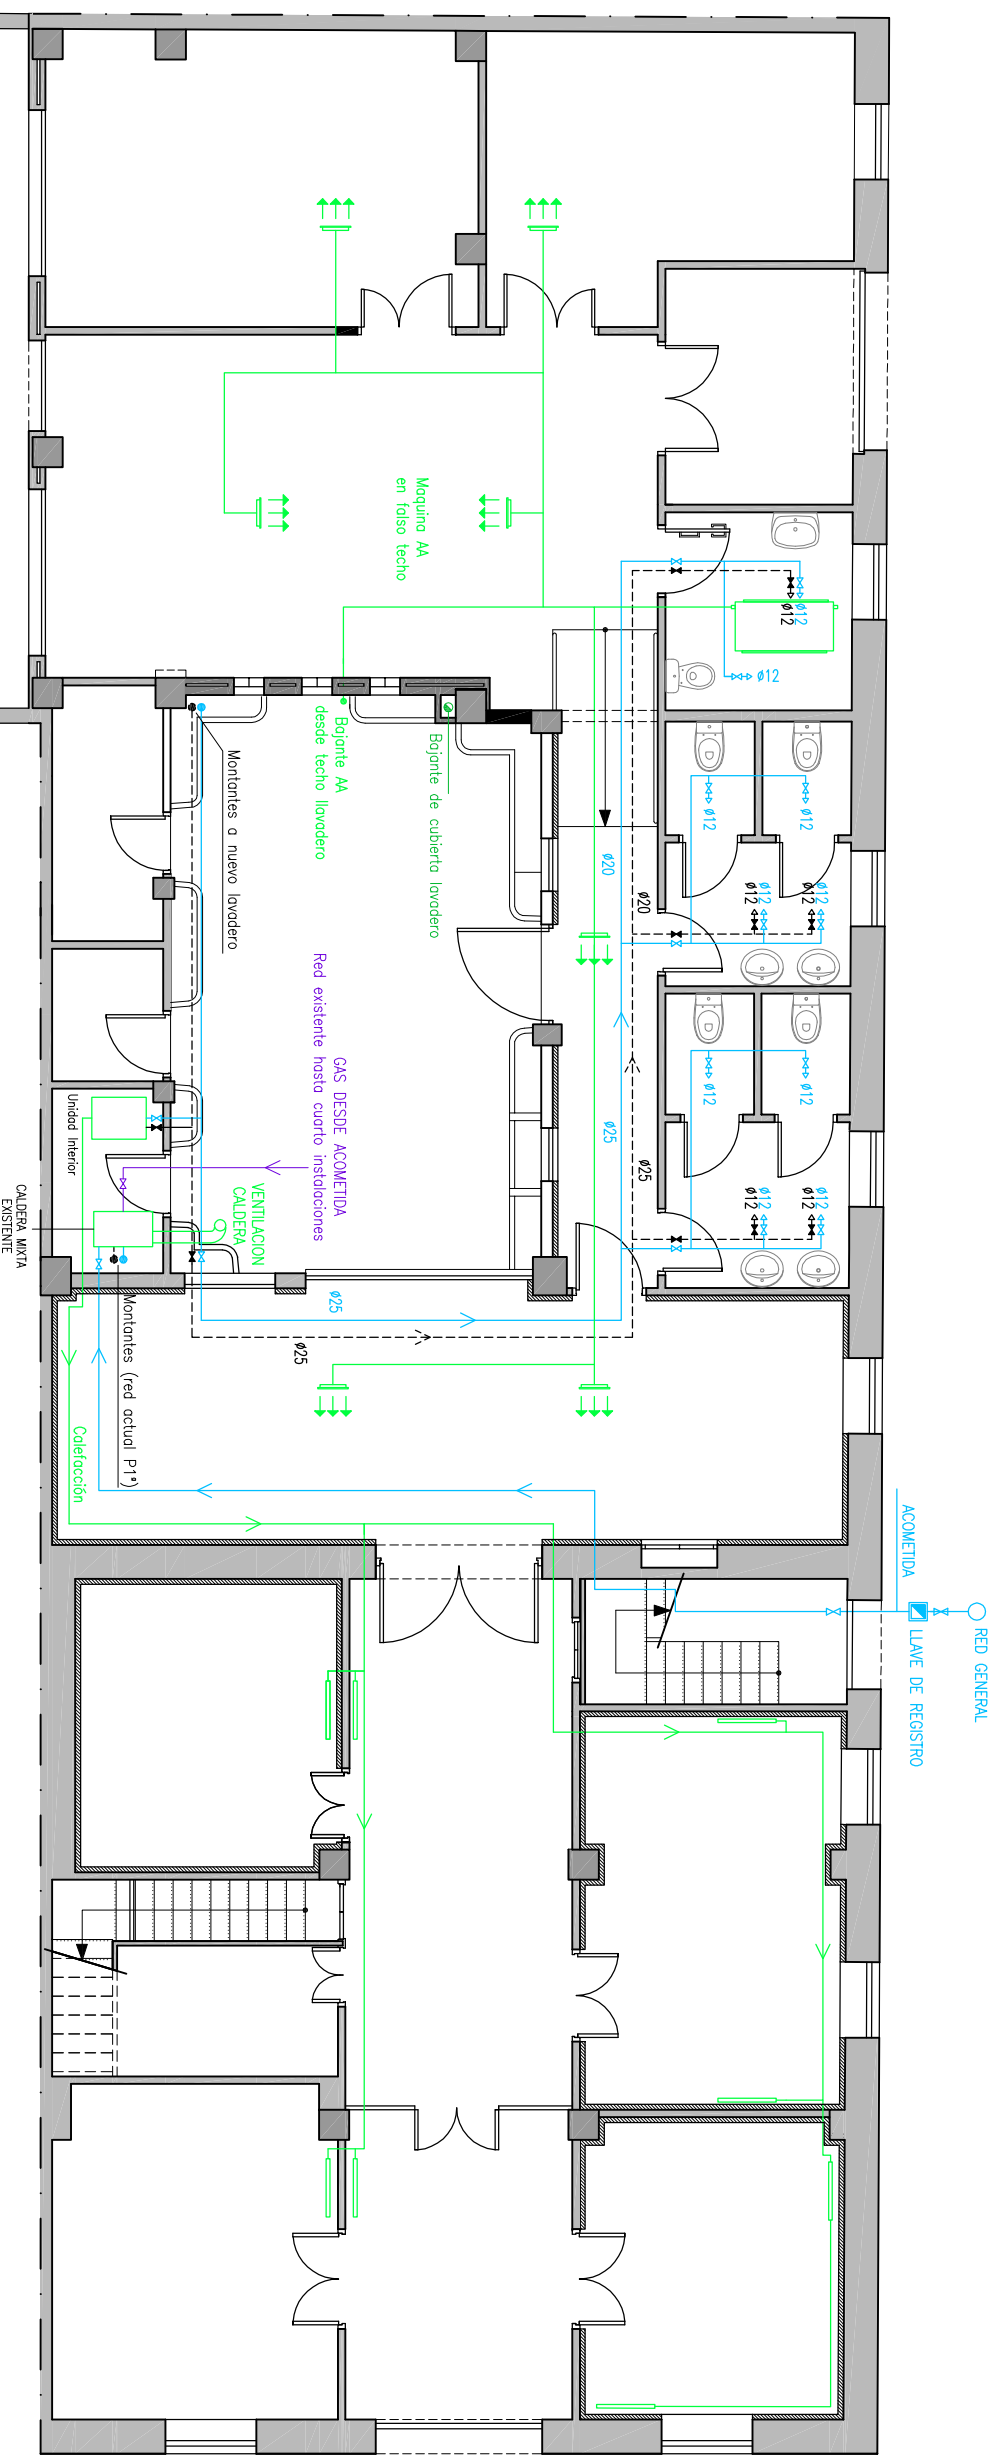 RED GENERAL
LLAVE DE REGISTRO
ACOMETIDA
Maquina AA
en falso techo
ø12
ø12
ø12
ø12
ø12
ø12
ø12
ø12
ø12
ø20
ø20
ø12
ø12
ø12
ø12
ø12
ø12
ø25
ø25
Bajante de cubierta lavadero
Bajante AA
desde techo llavadero
Montantes a nuevo lavadero
GAS DESDE ACOMETIDA
Red existente hasta cuarto instalaciones
VENTILACION
CALDERA
Unidad Interior
CALDERA MIXTA
EXISTENTE
ø25
ø25
Montantes (red actual P1ª)
Calefacción